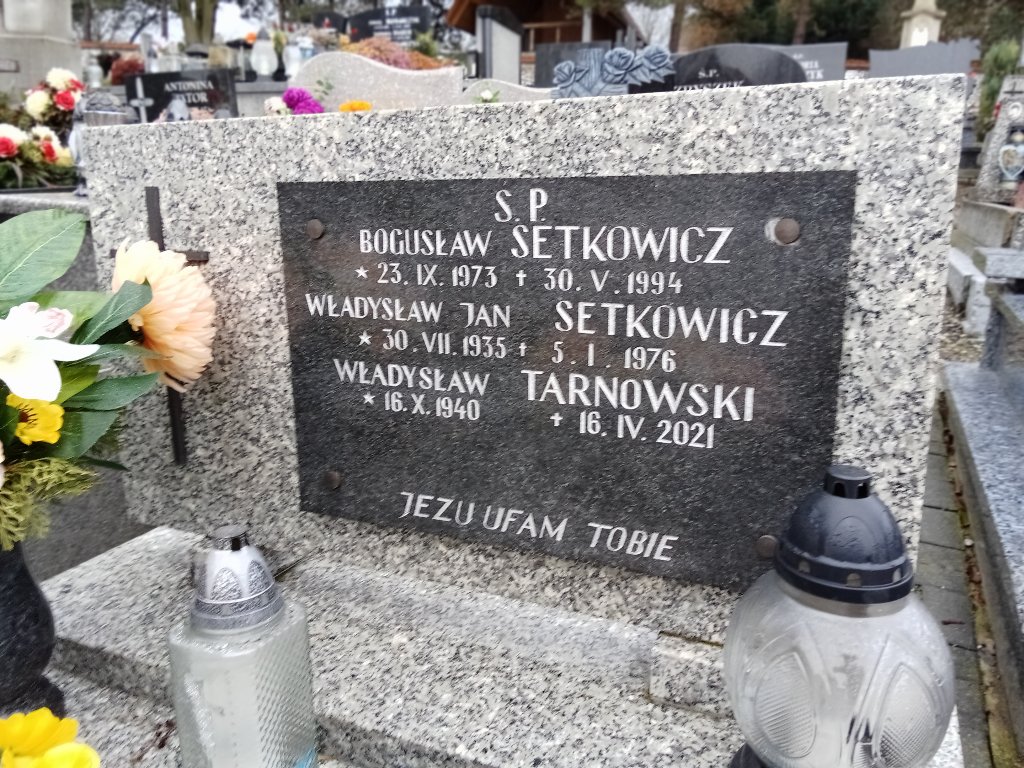 S. P.
BOGUSŁAW SETKOWICZ
* 23. IX. 1973 + 30. V. 1994
WŁADYSŁAW JAN SETKOWICZ
* 30. VII. 1935 + 5. I. 1976
WŁADYSŁAW TARNOWSKI
* 16. X. 1940 + 16. IV. 2021
JEZU UFAM TOBIE
ANTONINA
Ś.P.